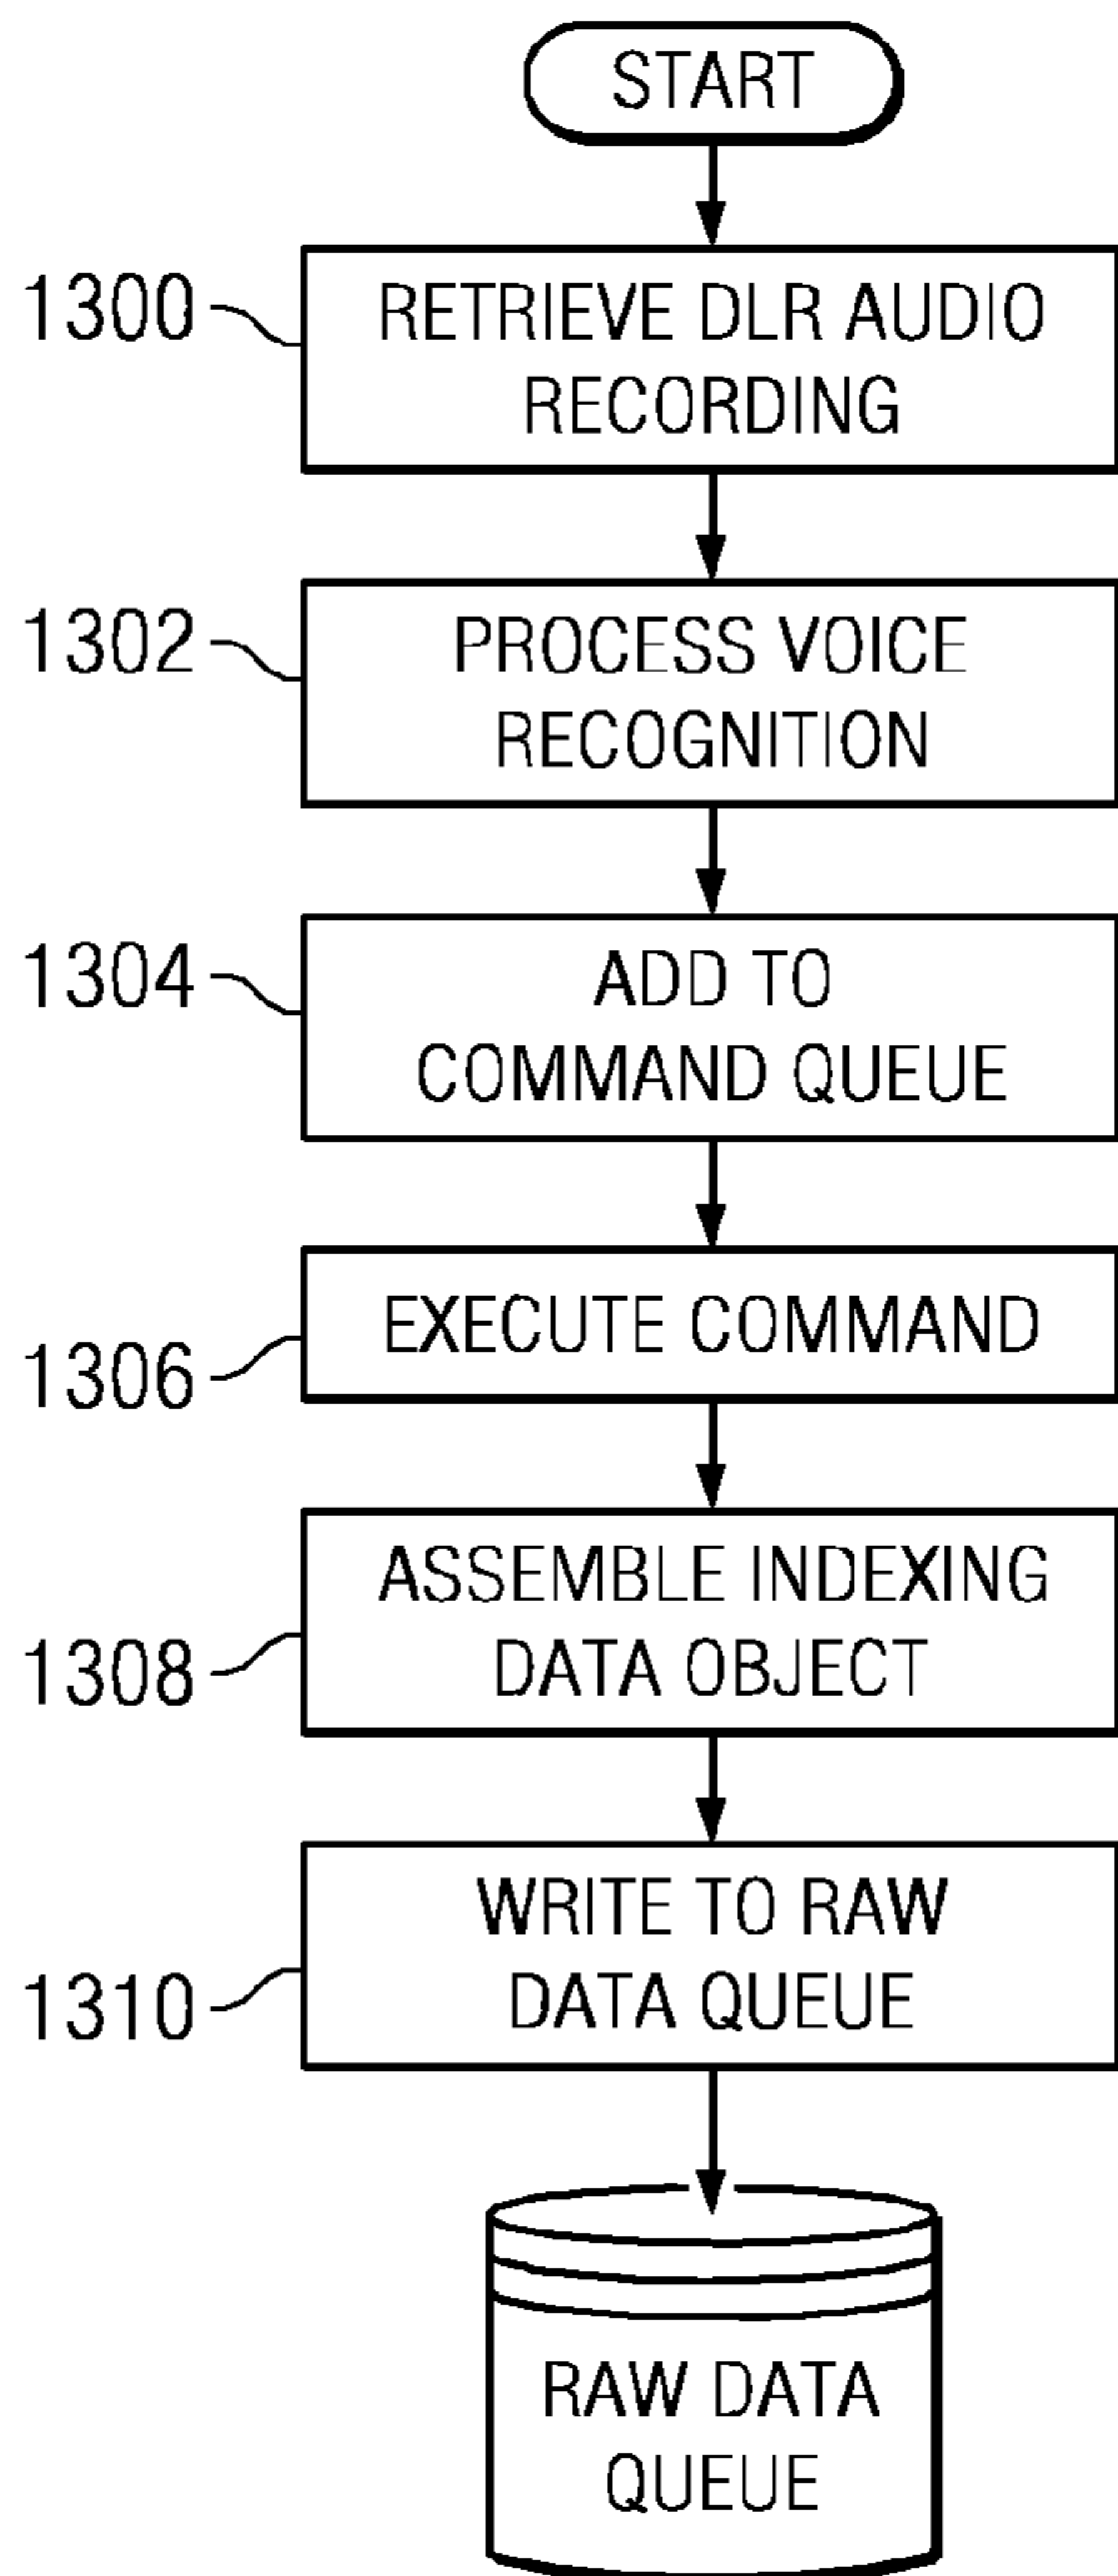 START
1300
RETRIEVE DLR AUDIO
RECORDING
1302
PROCESS VOICE
RECOGNITION
1304
ADD TO
COMMAND QUEUE
1306
EXECUTE COMMAND
1308
ASSEMBLE INDEXING
DATA OBJECT
1310
WRITE TO RAW
DATA QUEUE
RAW DATA
QUEUE